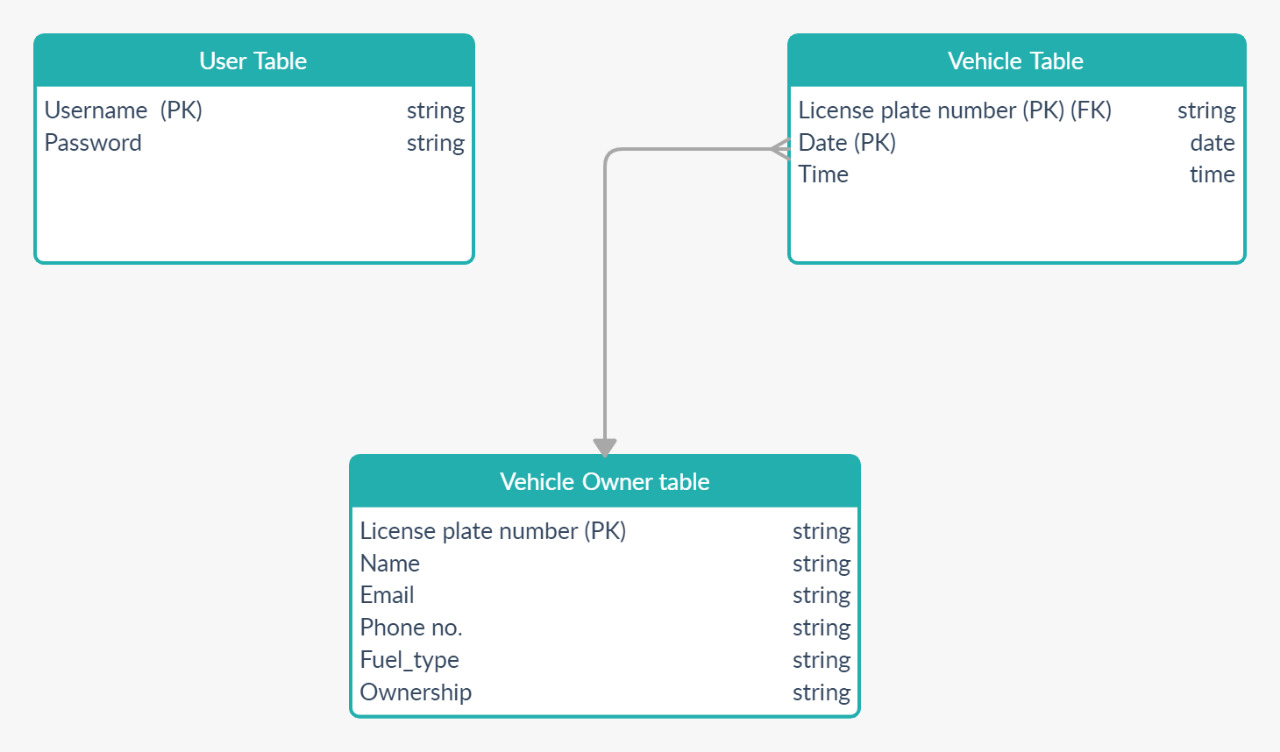 User Table
Username (PK) string
Password string
Vehicle Table
License plate number (PK) (FK) string
Date (PK) date
Time time
Vehicle Owner table
License plate number (PK) string
Name string
Email string
Phone no. string
Fuel_type string
Ownership string